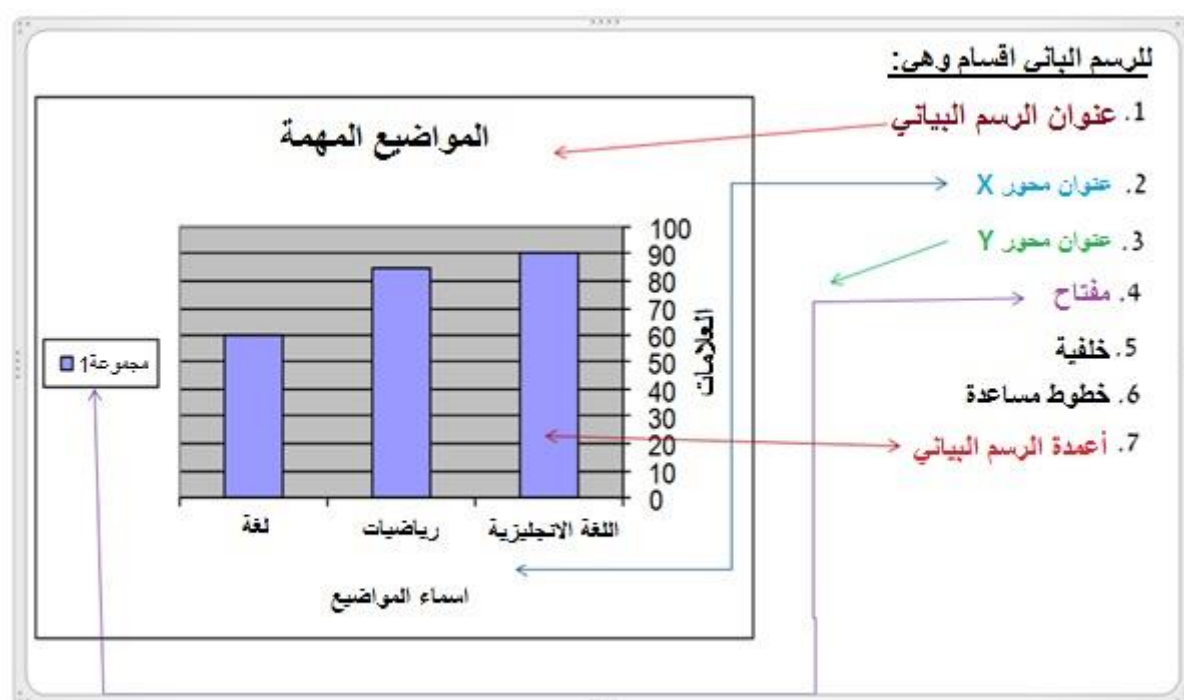 للرسم الباني اقسام وهي:
1. عنوان الرسم البياني
2. عنوان محور X
3. عنوان محور Y
4. مفتاح
5. خلفية
6. خطوط مساعدة
7. أعمدة الرسم البياني
المواضيع المهمة
100
90
80
70
60
50
40
30
20
10
0
العلامات
اللغة الانجليزية
رياضيات
لغة
اسماء المواضيع
مجموعة1